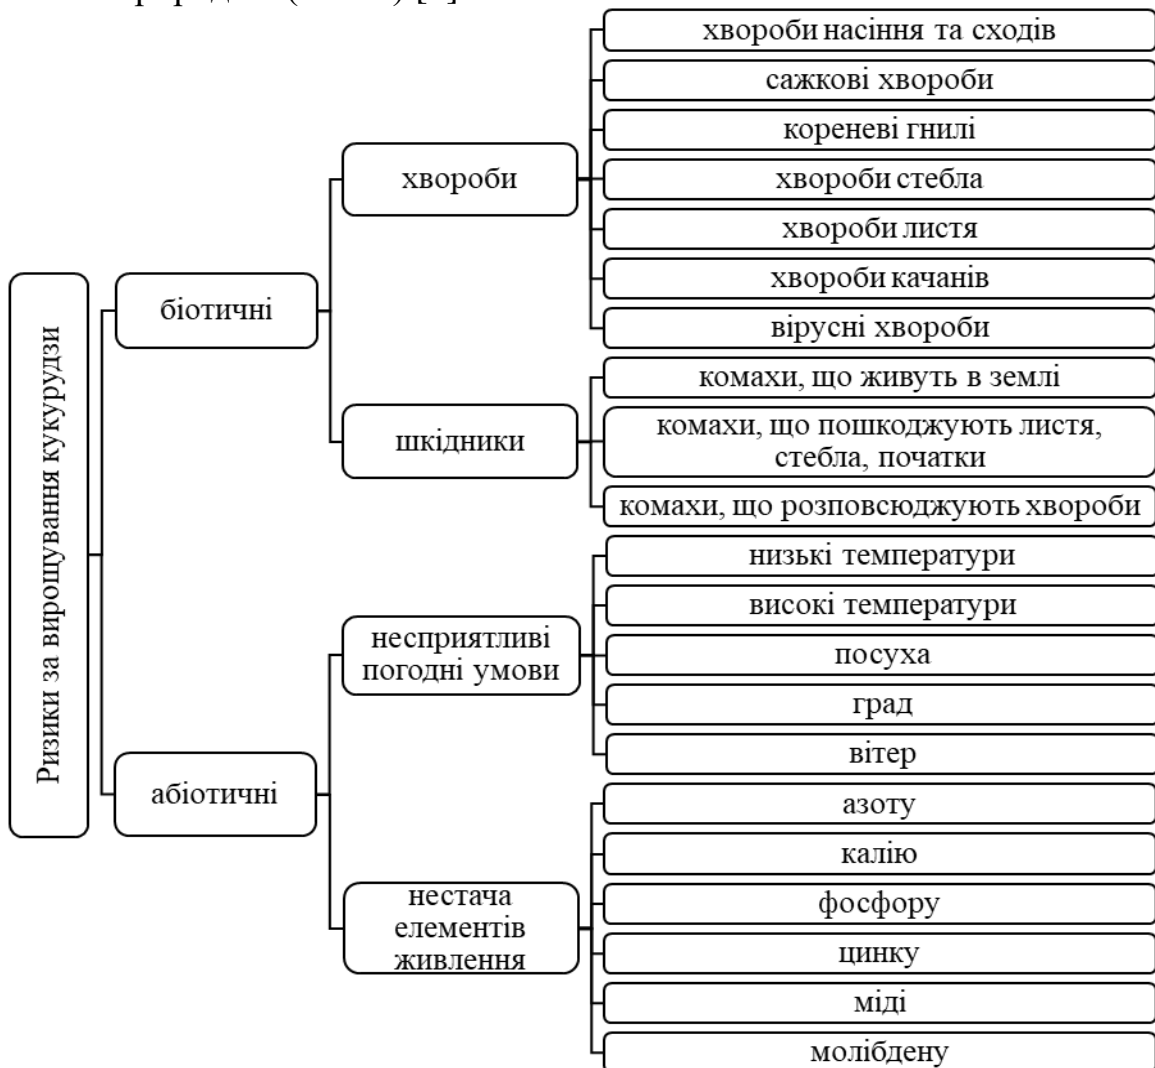 хвороби насіння та сходів
сажкові хвороби
кореневі гнилі
хвороби
хвороби стебла
хвороби листя
хвороби качанів
біотичні
вірусні хвороби
комахи, що живуть в землі
шкідники
комахи, що пошкоджують листя,
стебла, початки
комахи, що розповсюджують хвороби
Ризики за вирощування кукурудзи
низькі температури
високі температури
несприятливі
погодні умови
посуха
град
вітер
абіотичні
азоту
калію
нестача
елементів
живлення
фосфору
цинку
міді
молібдену